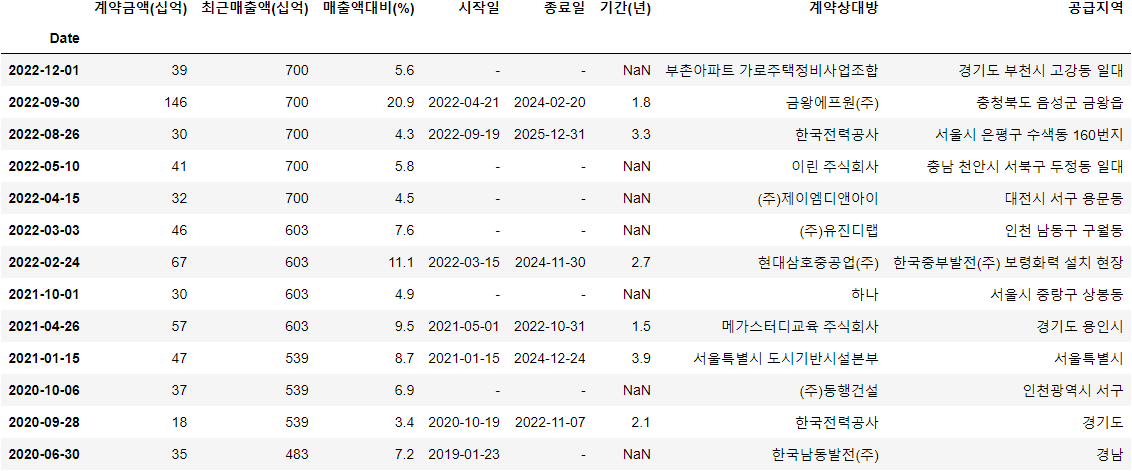 계약금액(십억) 최근매출액(십억) 매출액대비(%) 시작일 종료일 기간(년) 계약상대방 공급지역
Date
2022-12-01 39 700 5.6 - - NaN 부촌아파트 가로주택정비사업조합 경기도 부천시 고강동 일대
2022-09-30 146 700 20.9 2022-04-21 2024-02-20 1.8 금왕에프원(주) 충청북도 음성군 금왕읍
2022-08-26 30 700 4.3 2022-09-19 2025-12-31 3.3 한국전력공사 서울시 은평구 수색동 160번지
2022-05-10 41 700 5.8 - - NaN 이린 주식회사 충남 천안시 서북구 두정동 일대
2022-04-15 32 700 4.5 - - NaN (주)제이엠디앤아이 대전시 서구 용문동
2022-03-03 46 603 7.6 - - NaN (주)유진디랩 인천 남동구 구월동
2022-02-24 67 603 11.1 2022-03-15 2024-11-30 2.7 현대삼호중공업(주) 한국중부발전(주) 보령화력 설치 현장
2021-10-01 30 603 4.9 - - NaN 하나 서울시 중랑구 상봉동
2021-04-26 57 603 9.5 2021-05-01 2022-10-31 1.5 메가스터디교육 주식회사 경기도 용인시
2021-01-15 47 539 8.7 2021-01-15 2024-12-24 3.9 서울특별시 도시기반시설본부 서울특별시
2020-10-06 37 539 6.9 - - NaN (주)동행건설 인천광역시 서구
2020-09-28 18 539 3.4 2020-10-19 2022-11-07 2.1 한국전력공사 경기도
2020-06-30 35 483 7.2 2019-01-23 - NaN 한국남동발전(주) 경남